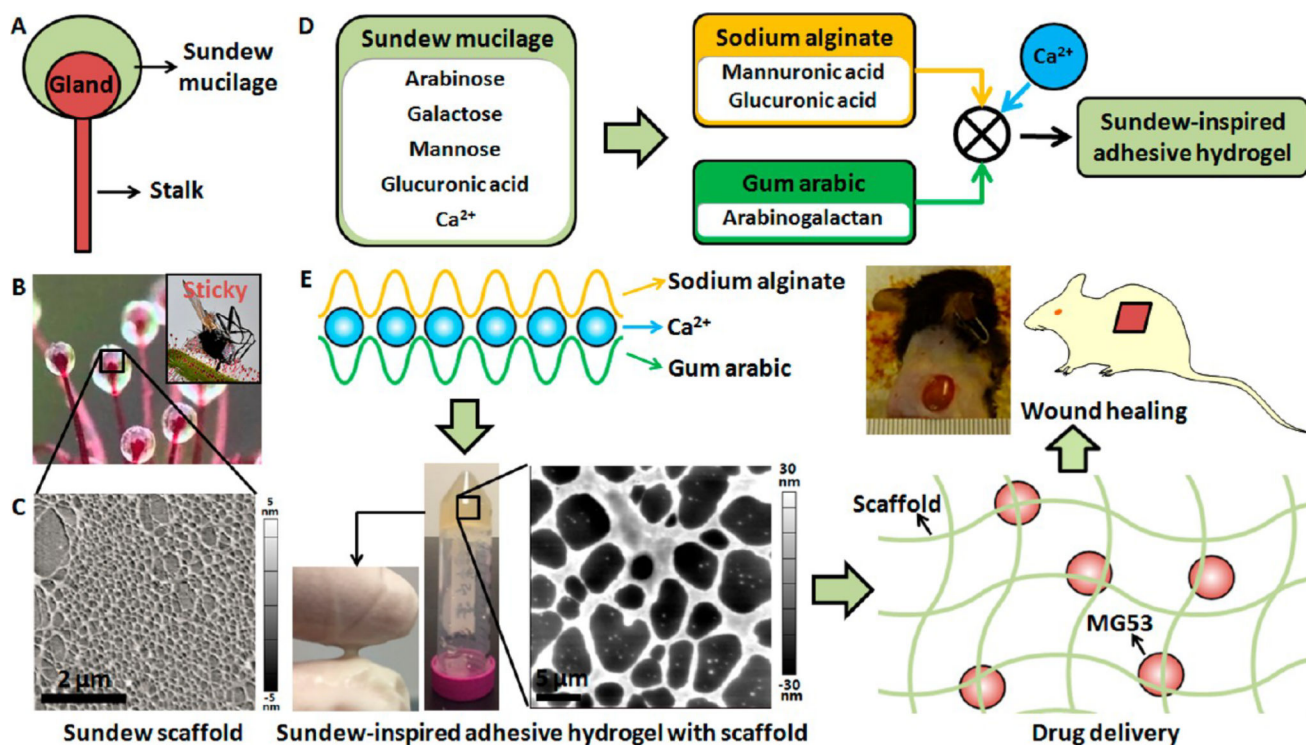 A
Gland
Sundew
mucilage
Stalk
D
Sundew mucilage
Arabinose
Galactose
Mannose
Glucuronic acid
Ca²⁺
Sodium alginate
Mannuronic acid
Glucuronic acid
Gum arabic
Arabinogalactan
Ca²⁺
Sundew-inspired
adhesive hydrogel
B
Sticky
C
5
nm
-5
nm
2 μm
Sundew scaffold
E
Sodium alginate
Ca²⁺
Gum arabic
30
nm
-30
nm
5 μm
Sundew-inspired adhesive hydrogel with scaffold
Wound healing
Scaffold
MG53
Drug delivery